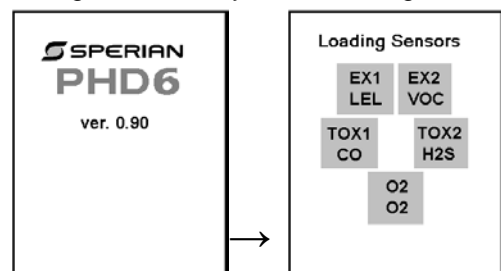 SPERIAN
PHD6
ver. 0.90
→
Loading Sensors
EX1 EX2
LEL VOC
TOX1 TOX2
CO H2S
O2
O2